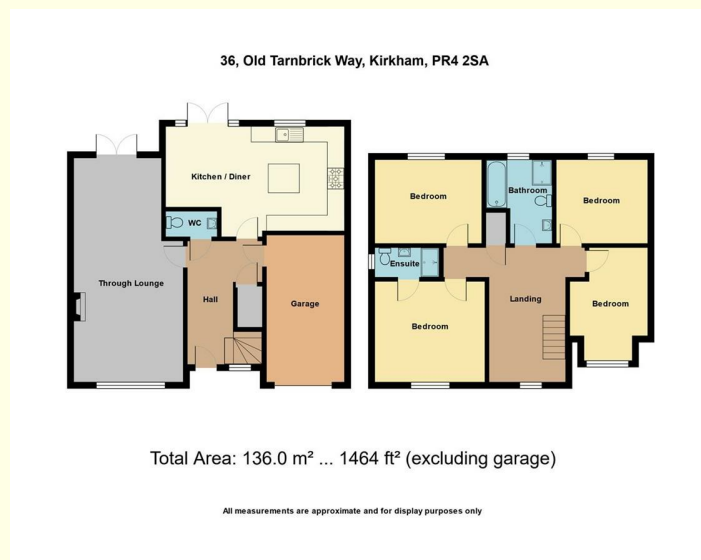 36, Old Tarnbrick Way, Kirkham, PR4 2SA
Kitchen / Diner
WC
Through Lounge
Hall
Garage
Bedroom
Bathroom
Bedroom
Ensuite
Bedroom
Landing
Bedroom
Total Area: 136.0 m² ... 1464 ft² (excluding garage)
All measurements are approximate and for display purposes only